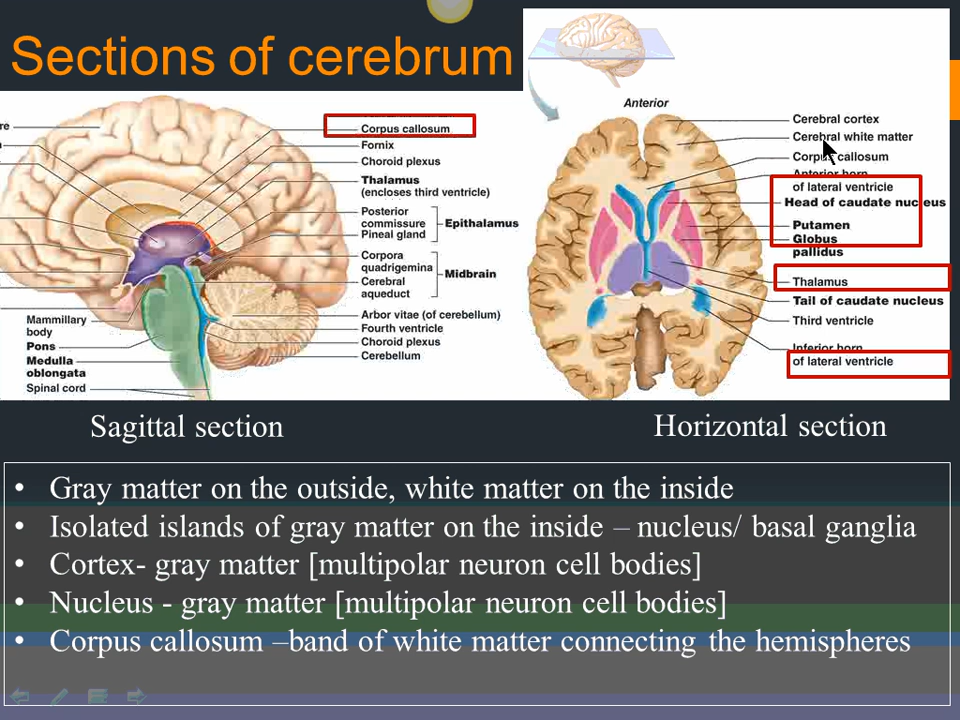 Sections of cerebrum
Corpus callosum
Fornix
Choroid plexus
Thalamus
(encloses third ventricle)
Posterior
commissure
Pineal gland
Epithalamus
Corpora
quadrigemina
Cerebral
aqueduct
Midbrain
Arbor vitae (of cerebellum)
Fourth ventricle
Choroid plexus
Cerebellum
Mammillary
body
Pons
Medulla
oblongata
Spinal cord
Anterior
Cerebral cortex
Cerebral white matter
Corpus callosum
Anterior horn
of lateral ventricle
Head of caudate nucleus
Putamen
Globus
pallidus
Thalamus
Tail of caudate nucleus
Third ventricle
Inferior horn
of lateral ventricle
Sagittal section
Horizontal section
• Gray matter on the outside, white matter on the inside
• Isolated islands of gray matter on the inside – nucleus/ basal ganglia
• Cortex- gray matter [multipolar neuron cell bodies]
• Nucleus - gray matter [multipolar neuron cell bodies]
• Corpus callosum –band of white matter connecting the hemispheres